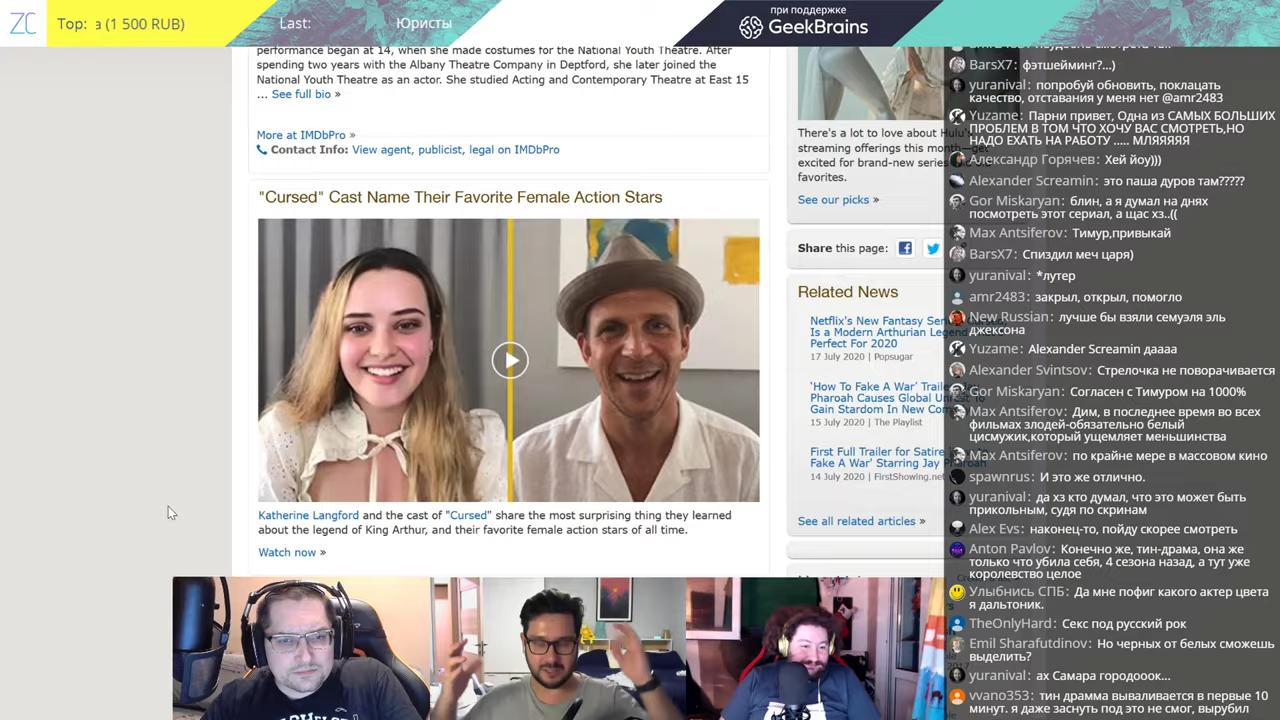 ZC
Top: а (1 500 RUB)
Last:
Юристы
при поддержке
GeekBrains
performance began at 14, when she made costumes for the National Youth Theatre. After
spending two years with the Albany Theatre Company in Deptford, she later joined the
National Youth Theatre as an actor. She studied Acting and Contemporary Theatre at East 15
... See full bio »
More at IMDbPro »
Contact Info: View agent, publicist, legal on IMDbPro
"Cursed" Cast Name Their Favorite Female Action Stars
Katherine Langford and the cast of "Cursed" share the most surprising thing they learned
about the legend of King Arthur, and their favorite female action stars of all time.
Watch now »
There's a lot to love about Hulu's
streaming offerings this month—get
excited for brand-new series
favorites.
See our picks »
Share this page:
Related News
Netflix's New Fantasy
Is a Modern Arthurian Legend
Perfect For 2020
17 July 2020 | Popsugar
'How To Fake A War'
Pharoah Causes Global
Gain Stardom In New
15 July 2020 | The Playlist
First Full Trailer for Satire
Fake A War' Starring Jay Pharoah
14 July 2020 | FirstShowing.net
See all related articles »
BarsX7: фэтшейминг?...)
yuranival: попробуй обновить, поклацать
качество, отставания у меня нет @amr2483
Yuzame: Парни привет, Одна из САМЫХ БОЛЬШИХ
ПРОБЛЕМ В ТОМ ЧТО ХОЧУ ВАС СМОТРЕТЬ,НО
НАДО ЕХАТЬ НА РАБОТУ ..... МЛЯЯЯЯЯ
Александр Горячев: Хей йоу)))
Alexander Screamin: это паша дуров там?????
Gor Miskaryan: блин, а я думал на днях
посмотреть этот сериал, а щас хз..((
Max Antsiferov: Тимур,привыкай
BarsX7: Спиздил меч царя)
yuranival: *лутер
amr2483: закрыл, открыл, помогло
New Russian: лучше бы взяли семуэля эль
джексона
Yuzame: Alexander Screamin даааа
Alexander Svintsov: Стрелочка не поворачивается
Gor Miskaryan: Согласен с Тимуром на 1000%
Max Antsiferov: Дим, в последнее время во всех
фильмах злодей-обязательно белый
цисмужик,который ущемляет меньшинства
Max Antsiferov: по крайне мере в массовом кино
spawnrus: И это же отлично.
yuranival: да хз кто думал, что это может быть
прикольным, судя по скринам
Alex Evs: наконец-то, пойду скорее смотреть
Anton Pavlov: Конечно же, тин-драма, она же
только что убила себя, 4 сезона назад, а тут уже
королевство целое
Улыбнись СПБ: Да мне пофиг какого актер цвета
я дальтоник.
TheOnlyHard: Секс под русский рок
Emil Sharafutdinov: Но черных от белых сможешь
выделить?
yuranival: ах Самара городооок...
vvano353: тин драмма вываливается в первые 10
минут. я даже заснуть под это не смог, вырубил